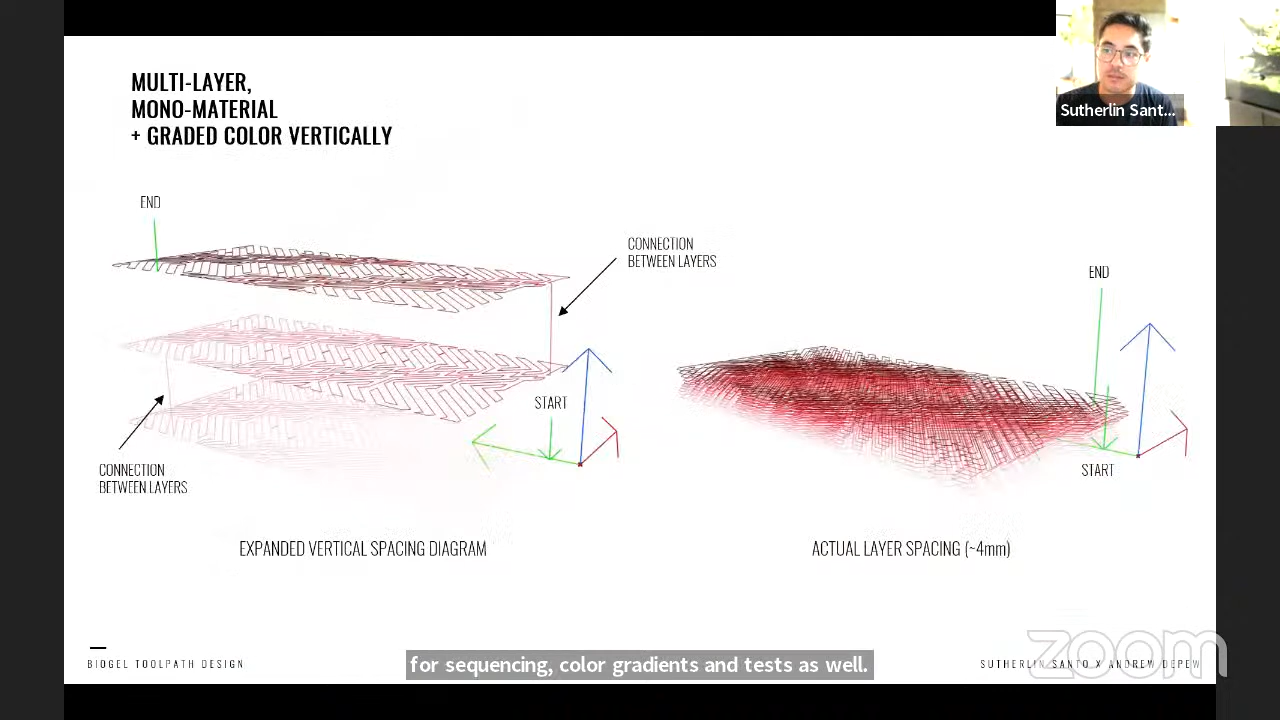 MULTI-LAYER,
MONO-MATERIAL
+ GRADED COLOR VERTICALLY
Sutherlin Sant...
END
CONNECTION
BETWEEN LAYERS
START
CONNECTION
BETWEEN LAYERS
END
START
EXPANDED VERTICAL SPACING DIAGRAM
ACTUAL LAYER SPACING (~4mm)
BIOGEL TOOLPATH DESIGN
for sequencing, color gradients and tests as well.
SUTHERLIN SANTO X ANDREW DEPEW
zoom